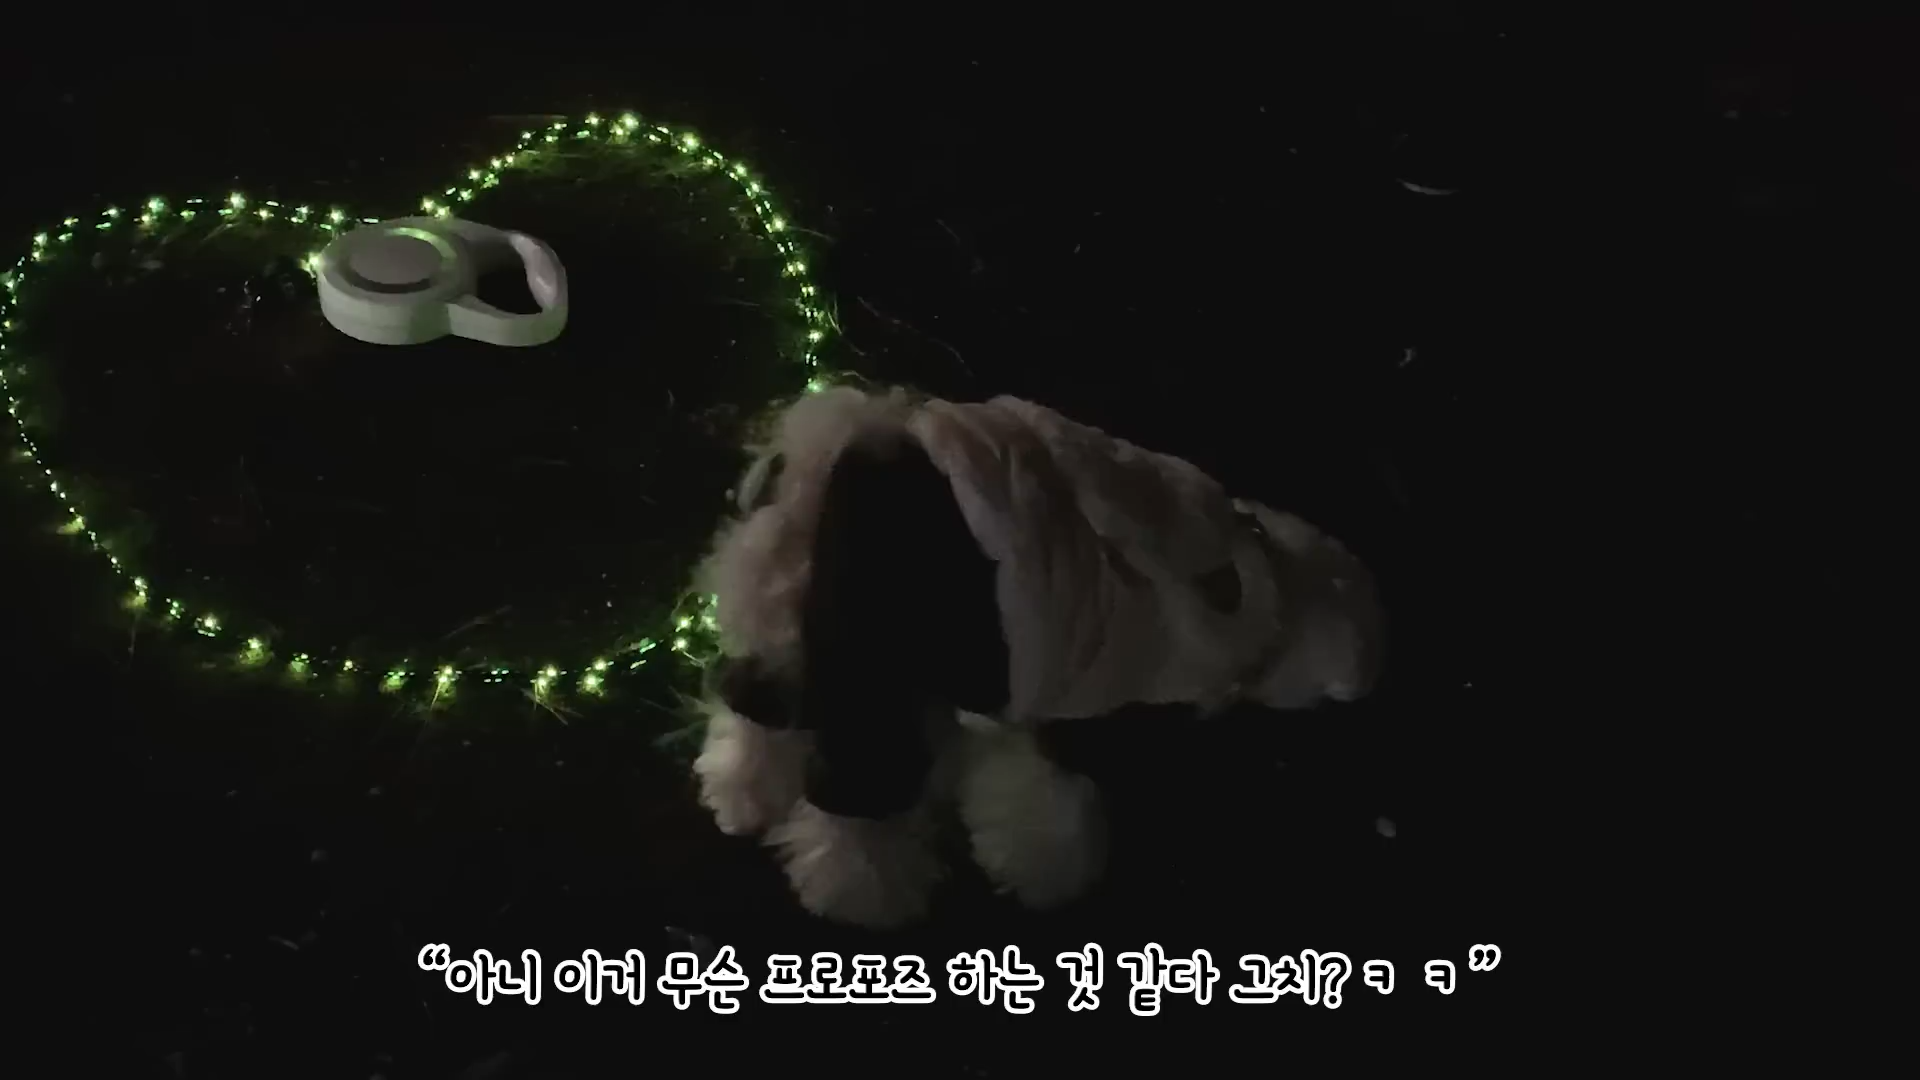 “아니 이거 무슨 프로포즈 하는 것 같다 그치? ㅋ ㅋ”